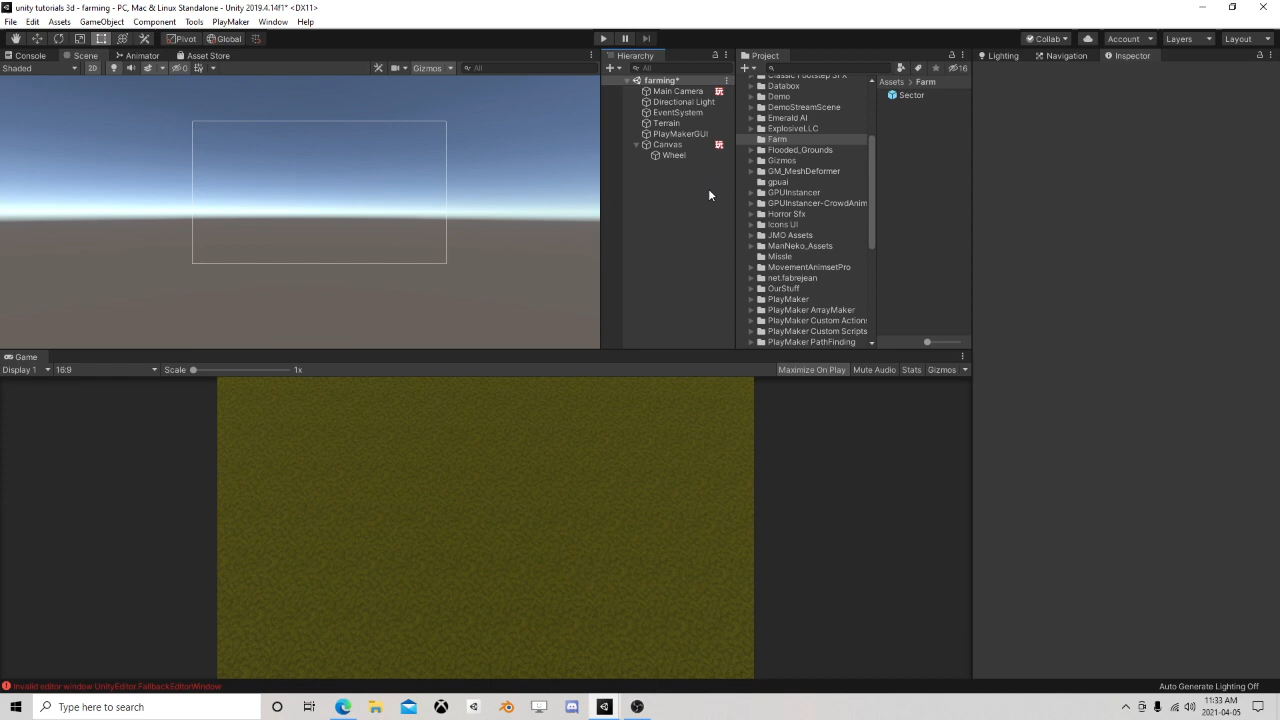 unity tutorials 3d - farming - PC, Mac & Linux Standalone - Unity 2019.4.14f1* <DX11>
File Edit Assets GameObject Component Tools PlayMaker Window Help
Pivot Global Collab Account Layers Layout
Console Scene Animator Asset Store
Shaded 2D 0 Gizmos All
Hierarchy
All
farming*
Main Camera
Directional Light
EventSystem
Terrain
PlayMakerGUI
Canvas
Wheel
Project
16
Databox
Demo
DemoStreamScene
Emerald AI
ExplosiveLLC
Farm
Flooded_Grounds
Gizmos
GM_MeshDeformer
gpuai
GPUInstancer
GPUInstancer-CrowdAnim
Horror Sfx
Icons UI
JMO Assets
ManNeko_Assets
Missle
MovementAnimsetPro
net.fabrejean
OurStuff
PlayMaker
PlayMaker ArrayMaker
PlayMaker Custom Actions
PlayMaker Custom Scripts
PlayMaker PathFinding
Assets Farm
Sector
Lighting Navigation Inspector
Game
Display 1 16:9 Scale 1x Maximize On Play Mute Audio Stats Gizmos
Invalid editor window UnityEditor.FallbackEditorWindow
Auto Generate Lighting Off
Type here to search
11:33 AM
2021-04-05